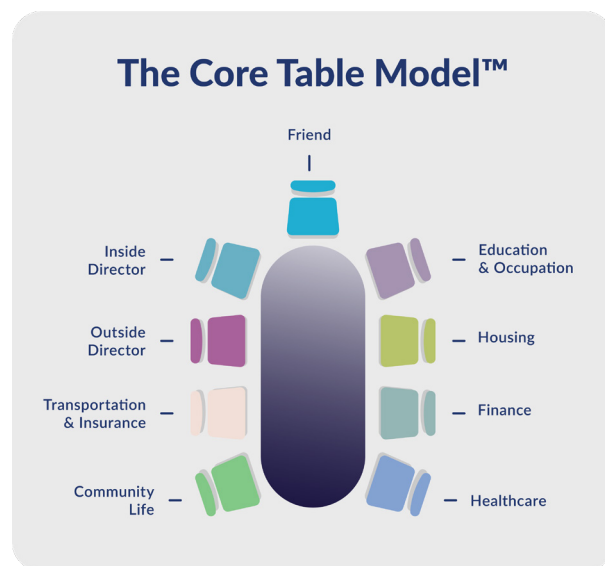 The Core Table Model™
Friend
Inside
Director
Education
& Occupation
Outside
Director
Housing
Transportation
& Insurance
Finance
Community
Life
Healthcare